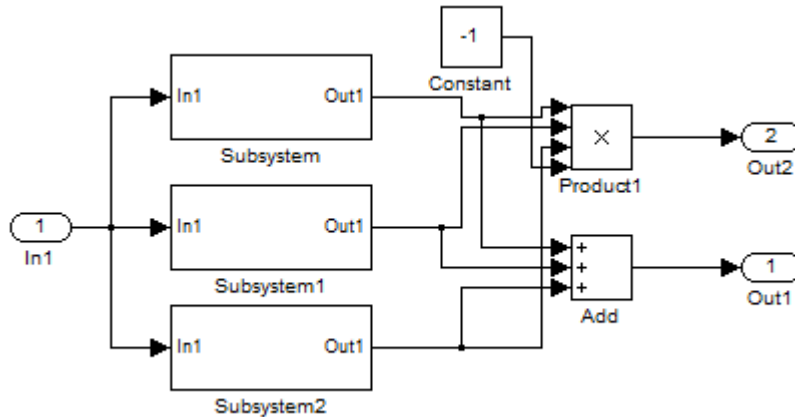 -1
Constant
In1 Out1
Subsystem
×
Product1
2
Out2
1
In1
In1 Out1
Subsystem1
+
+
+
Add
1
Out1
In1 Out1
Subsystem2